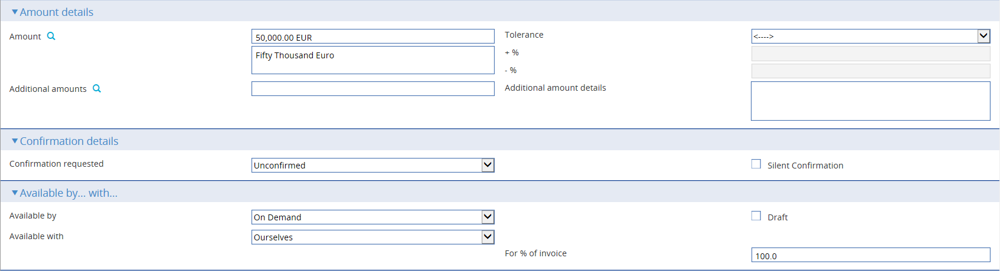 Amount details
Amount
50,000.00 EUR
Fifty Thousand Euro
Tolerance
<---->
+ %
- %
Additional amounts
Additional amount details
Confirmation details
Confirmation requested
Unconfirmed
Silent Confirmation
Available by... with...
Available by
On Demand
Draft
Available with
Ourselves
For % of invoice
100.0